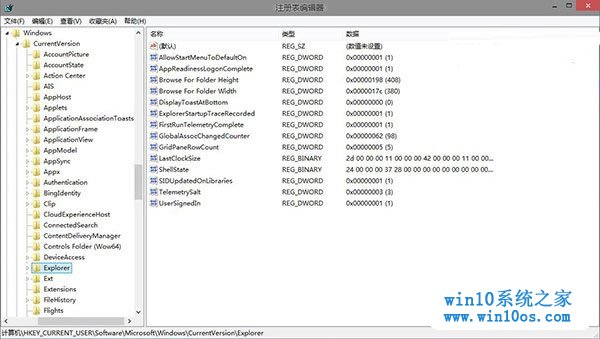 注册表编辑器
文件(F) 编辑(E) 查看(V) 收藏夹(A) 帮助(H)
Windows
CurrentVersion
AccountPicture
AccountState
Action Center
AIS
AppHost
Applets
ApplicationAssociationToasts
ApplicationFrame
ApplicationView
AppModel
AppSync
Appx
Authentication
BingIdentity
Clip
CloudExperienceHost
ConnectedSearch
ContentDeliveryManager
Controls Folder (Wow64)
DeviceAccess
Explorer
Ext
Extensions
FileHistory
Flights
名称 类型 数据
(默认) REG_SZ (数值未设置)
AllowStartMenuToDefaultOn REG_DWORD 0x00000001 (1)
AppReadinessLogonComplete REG_DWORD 0x00000001 (1)
Browse For Folder Height REG_DWORD 0x00000198 (408)
Browse For Folder Width REG_DWORD 0x0000017c (380)
DisplayToastAtBottom REG_DWORD 0x00000000 (0)
ExplorerStartupTraceRecorded REG_DWORD 0x00000001 (1)
FirstRunTelemetryComplete REG_DWORD 0x00000001 (1)
GlobalAssocChangedCounter REG_DWORD 0x00000062 (98)
GridPaneRowCount REG_DWORD 0x00000005 (5)
LastClockSize REG_BINARY 2d 00 00 00 11 00 00 00 42 00 00 00 11 00 00...
ShellState REG_BINARY 24 00 00 00 37 28 00 00 00 00 00 00 00 00 00...
SIDUpdatedOnLibraries REG_DWORD 0x00000001 (1)
TelemetrySalt REG_DWORD 0x00000003 (3)
UserSignedIn REG_DWORD 0x00000001 (1)
win10系统之家
www.win10os.com
计算机\HKEY_CURRENT_USER\Software\Microsoft\Windows\CurrentVersion\Explorer